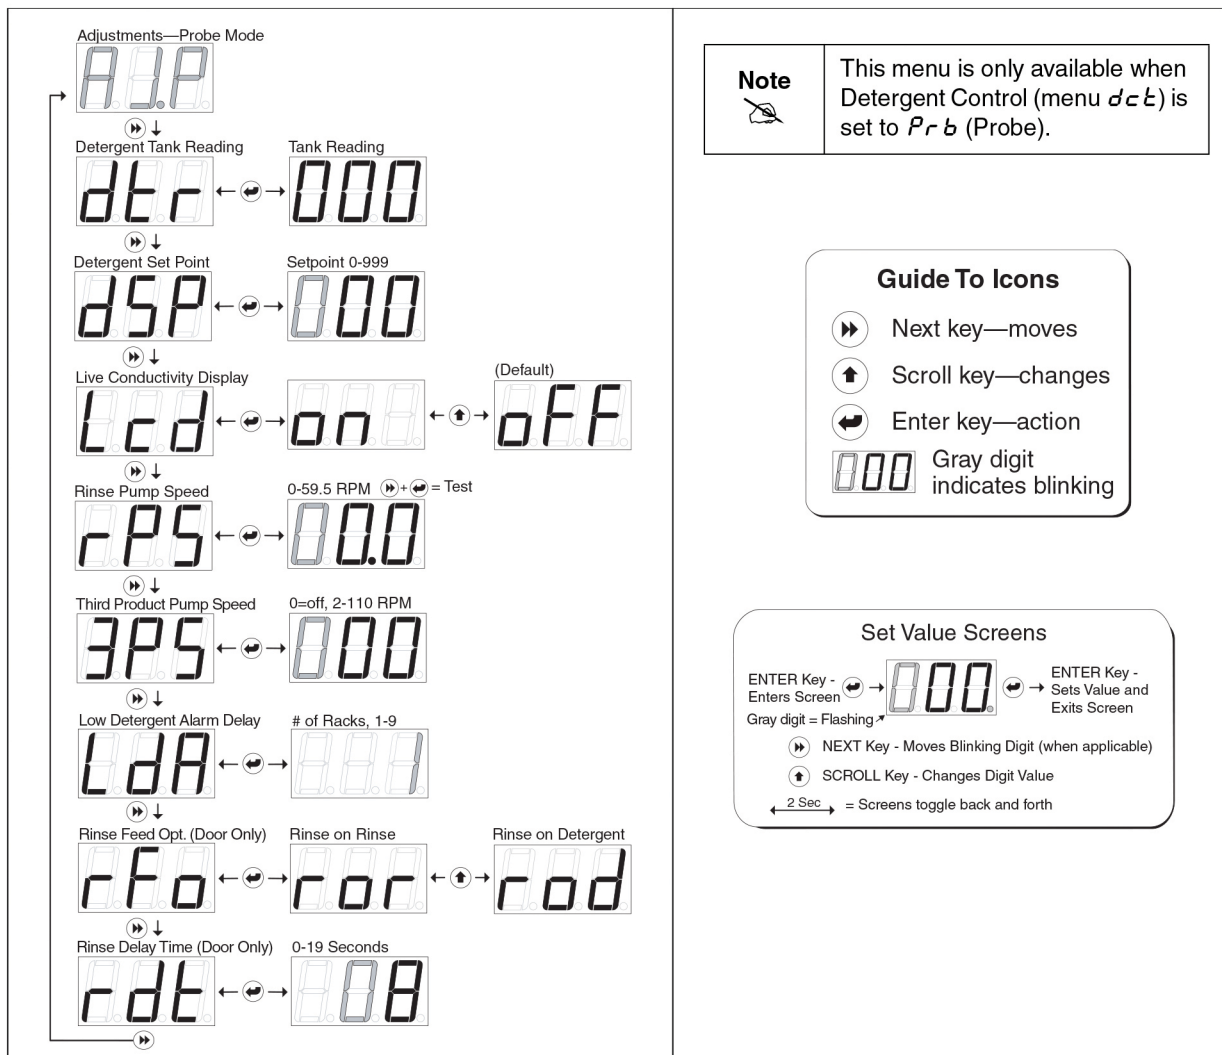 Adjustments—Probe Mode
AJ.P
Detergent Tank Reading
Tank Reading
dtr
000
Detergent Set Point
Setpoint 0-999
dSP
000
Live Conductivity Display
(Default)
Lcd
on
oFF
Rinse Pump Speed
0-59.5 RPM
= Test
+
rPS
00.0
Third Product Pump Speed
0=off, 2-110 RPM
3PS
000
Low Detergent Alarm Delay
# of Racks, 1-9
LdA
1
Rinse Feed Opt. (Door Only)
Rinse on Rinse
Rinse on Detergent
rFo
ror
rod
Rinse Delay Time (Door Only)
0-19 Seconds
rdt
08
Note
This menu is only available when
Detergent Control (menu dct) is
set to Prb (Probe).
Guide To Icons
Next key—moves
Scroll key—changes
Enter key—action
000
Gray digit
indicates blinking
Set Value Screens
ENTER Key -
Enters Screen
Gray digit = Flashing
000.
ENTER Key -
Sets Value and
Exits Screen
NEXT Key - Moves Blinking Digit (when applicable)
SCROLL Key - Changes Digit Value
2 Sec = Screens toggle back and forth